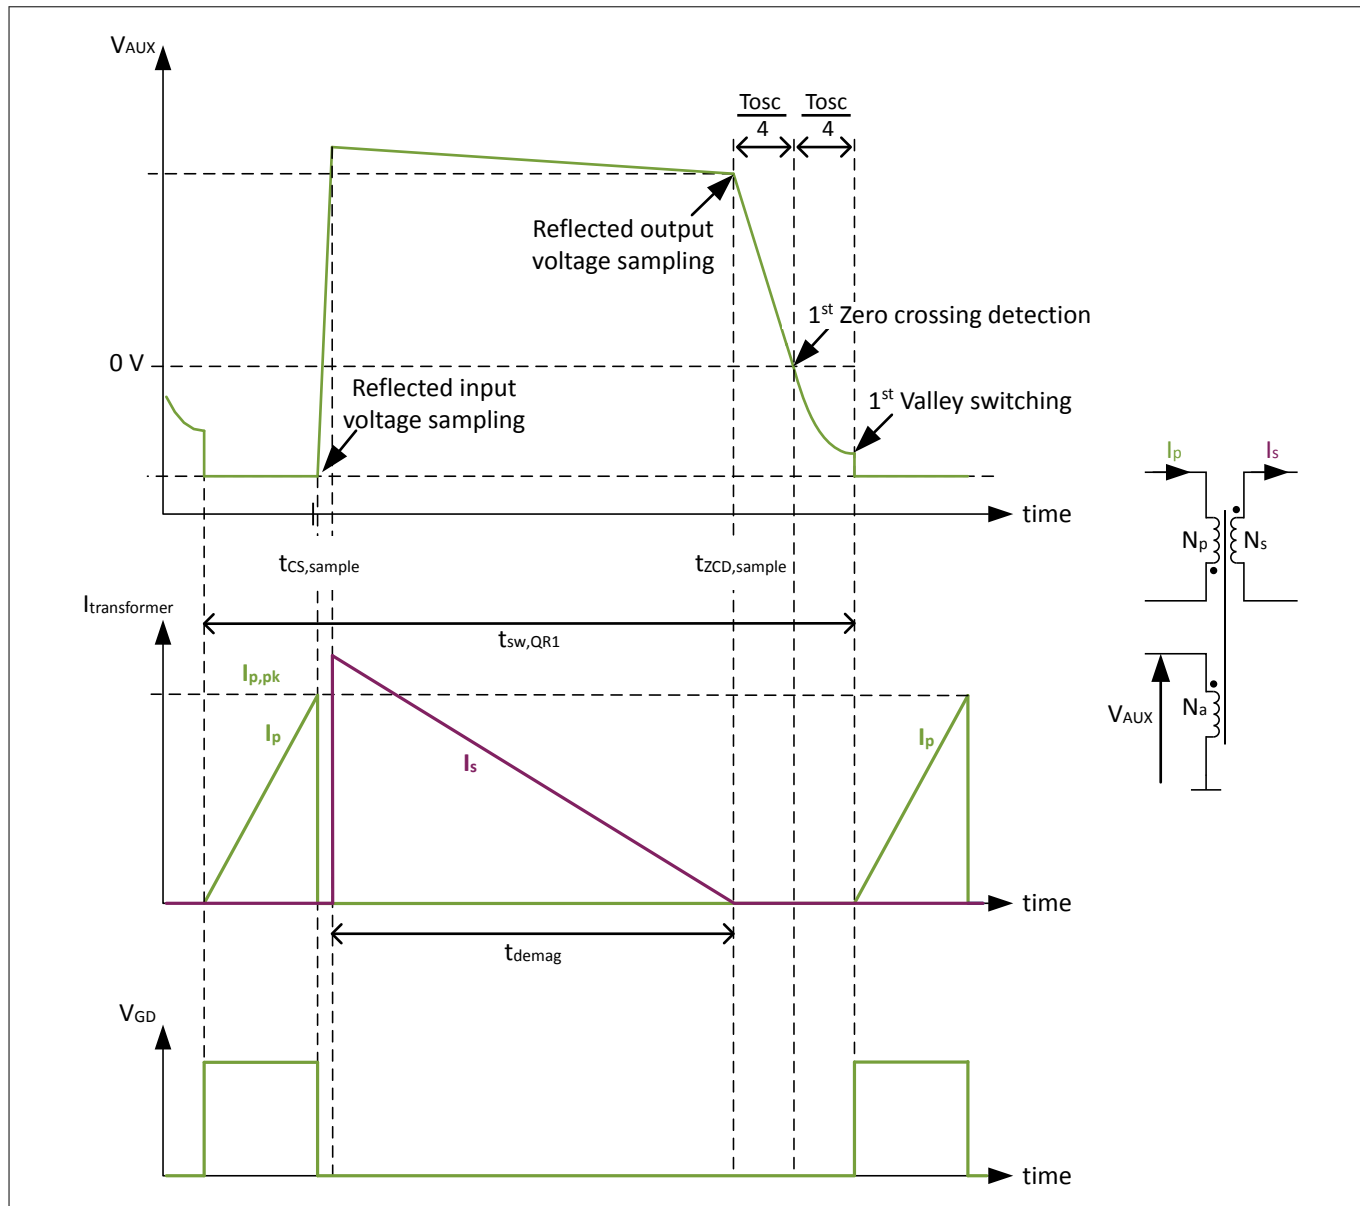 VAUX
Tosc
4
Tosc
4
Reflected output
voltage sampling
1st Zero crossing detection
0 V
Reflected input
voltage sampling
1st Valley switching
time
tCS,sample
tZCD,sample
Itransformer
tsw,QR1
Ip,pk
Ip
Is
Ip
time
tdemag
VGD
time
Ip
Is
Np
Ns
VAUX
Na